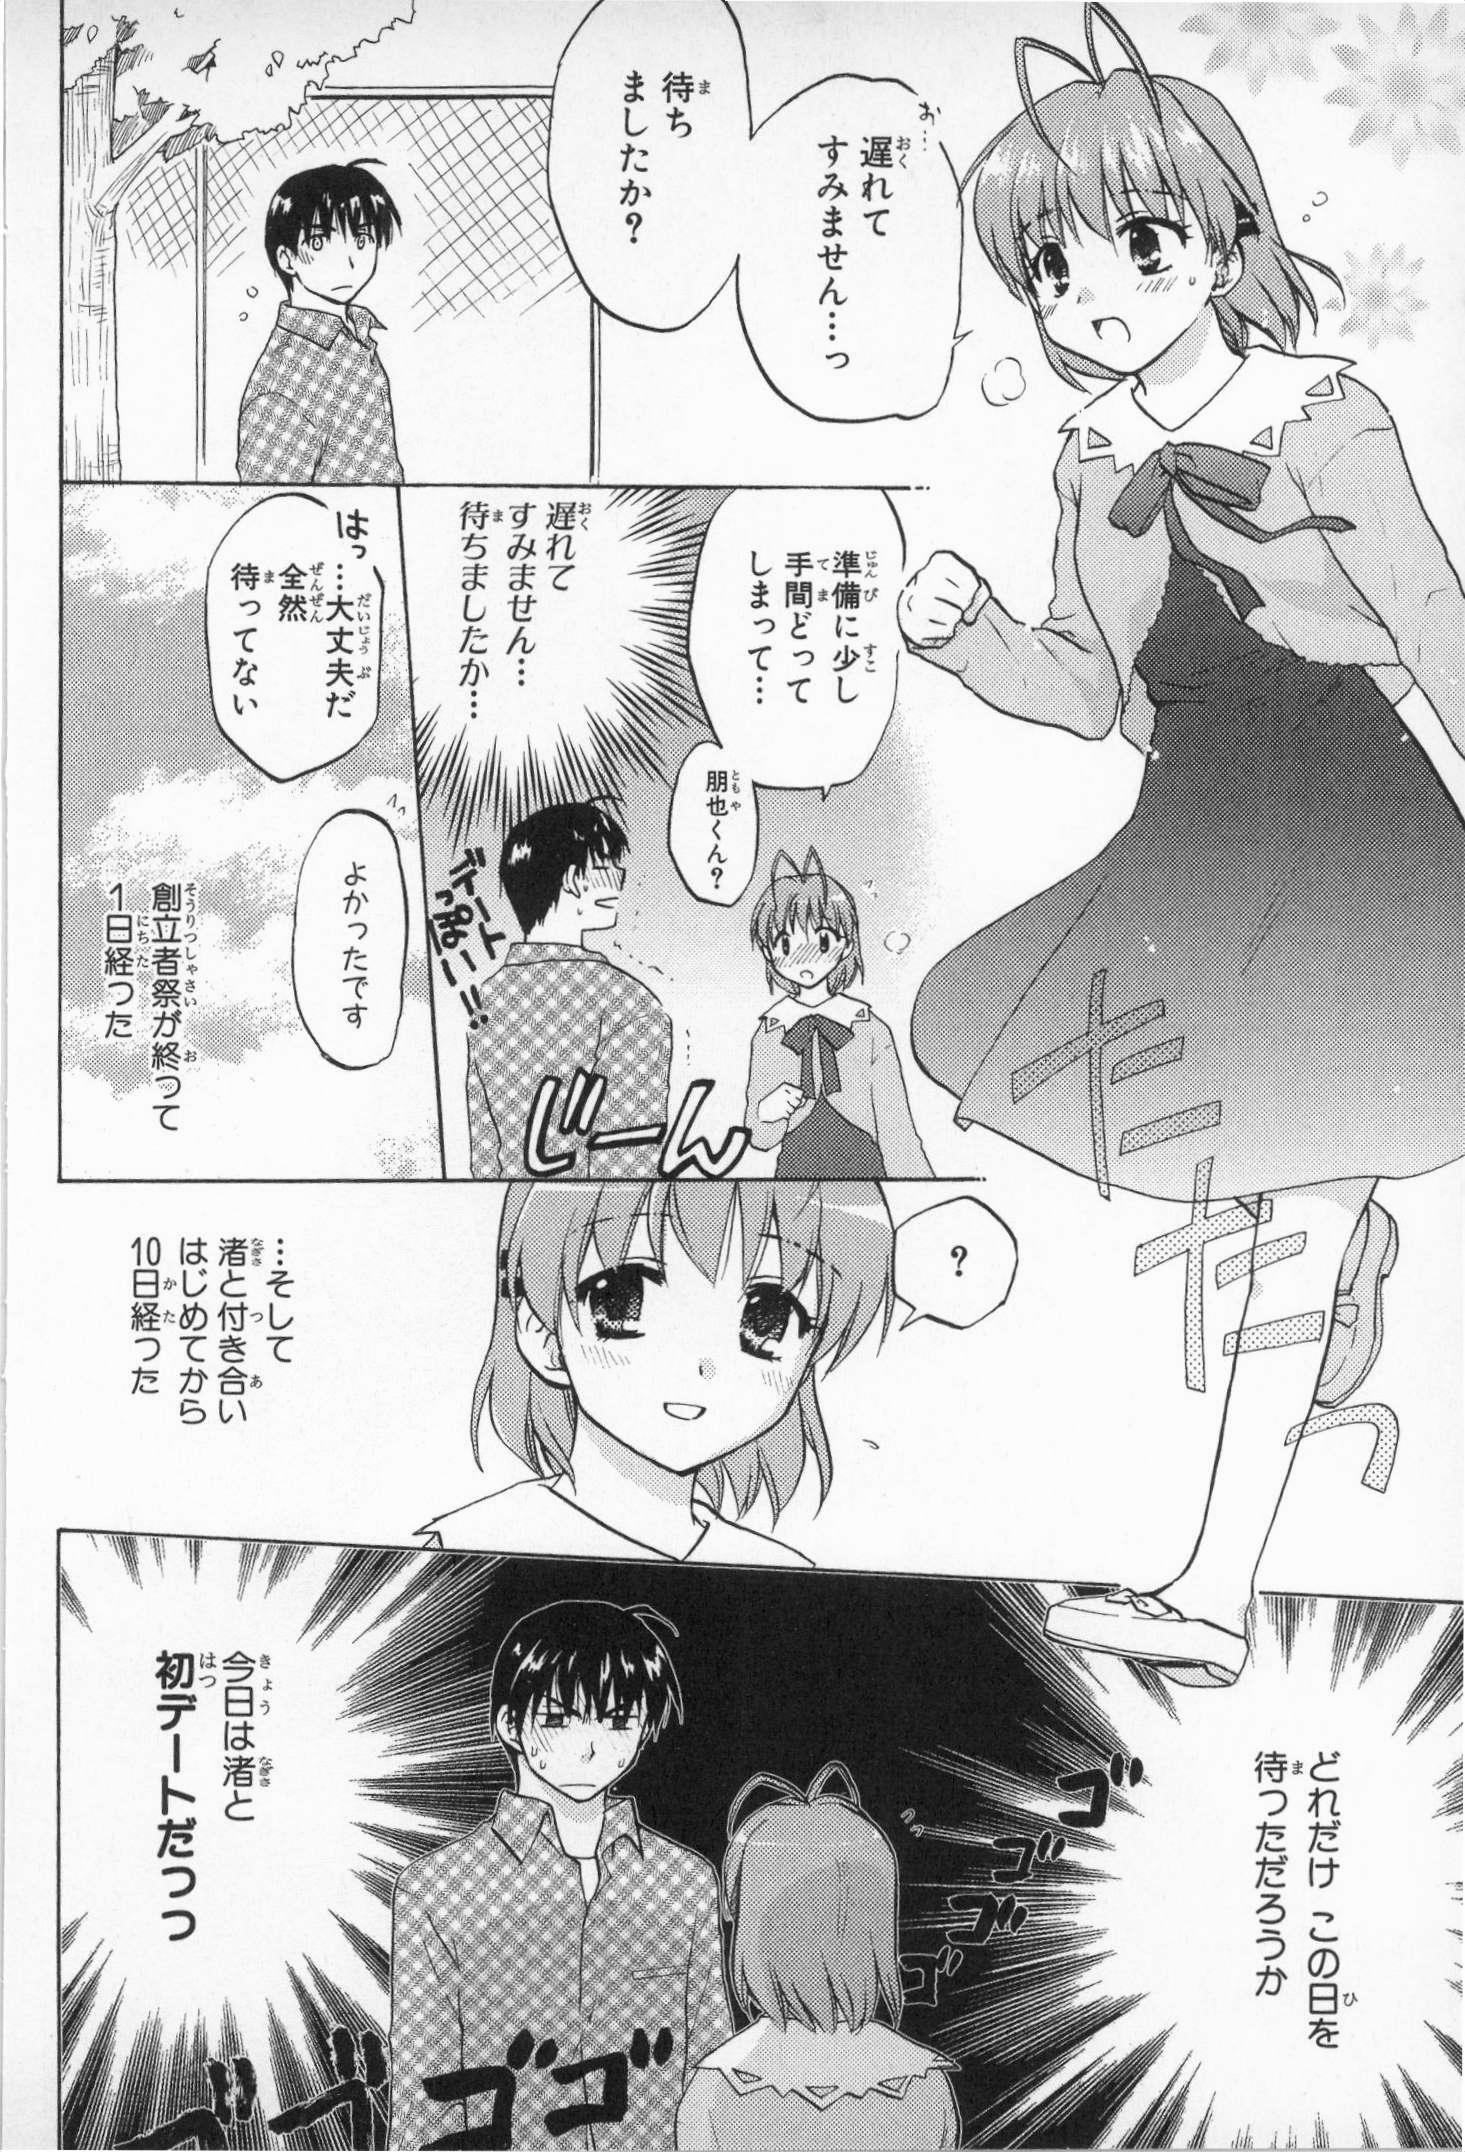 お…
遅れて
すみません…っ
待ち
ましたか?
タタタタタっ
準備に少し
手間どって
しまって…
朋也くん?
遅れて
すみません…
待ちましたか…
デート
っぽいー!!
じーん
はっ
…大丈夫だ
全然
待ってない
よかったです
創立者祭が終って
1日経った
?
…そして
渚と付き合い
はじめてから
10日経った
どれだけ この日を
待っただろうか
ゴゴゴゴ
ゴゴゴゴ
今日は渚と
初デートだっっ